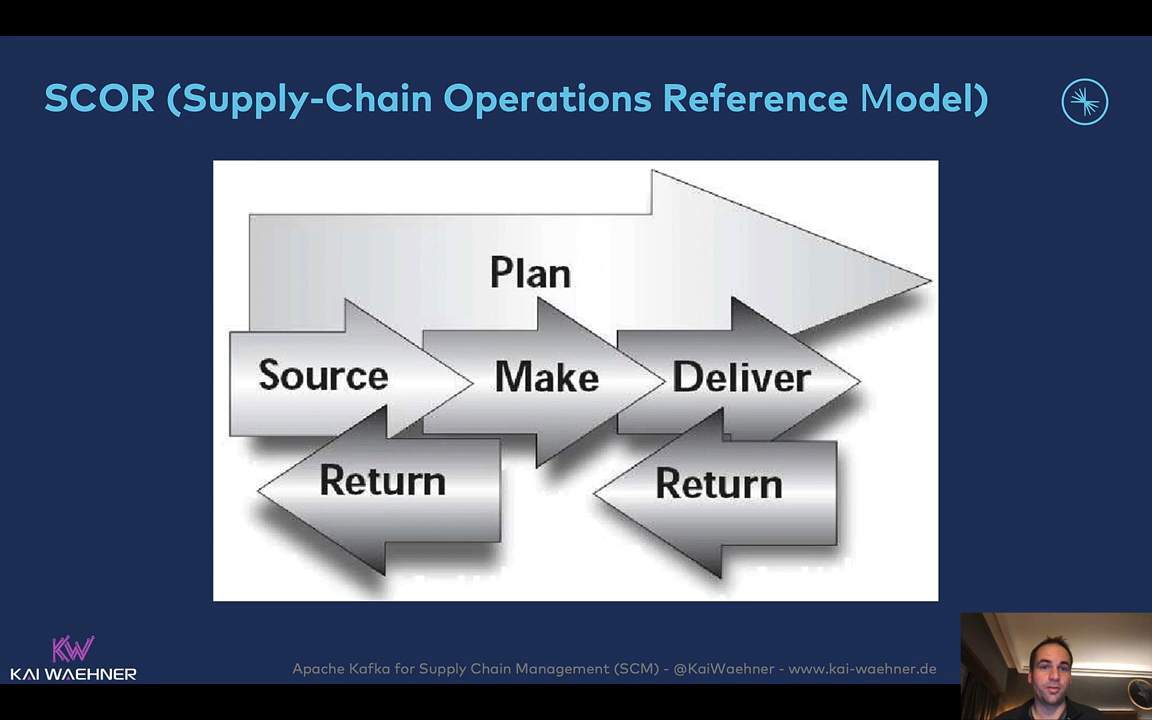 SCOR (Supply-Chain Operations Reference Model)
Plan
Source
Make
Deliver
Return
Return
KW
KAI WAEHNER
Apache Kafka for Supply Chain Management (SCM) - @KaiWaehner - www.kai-waehner.de